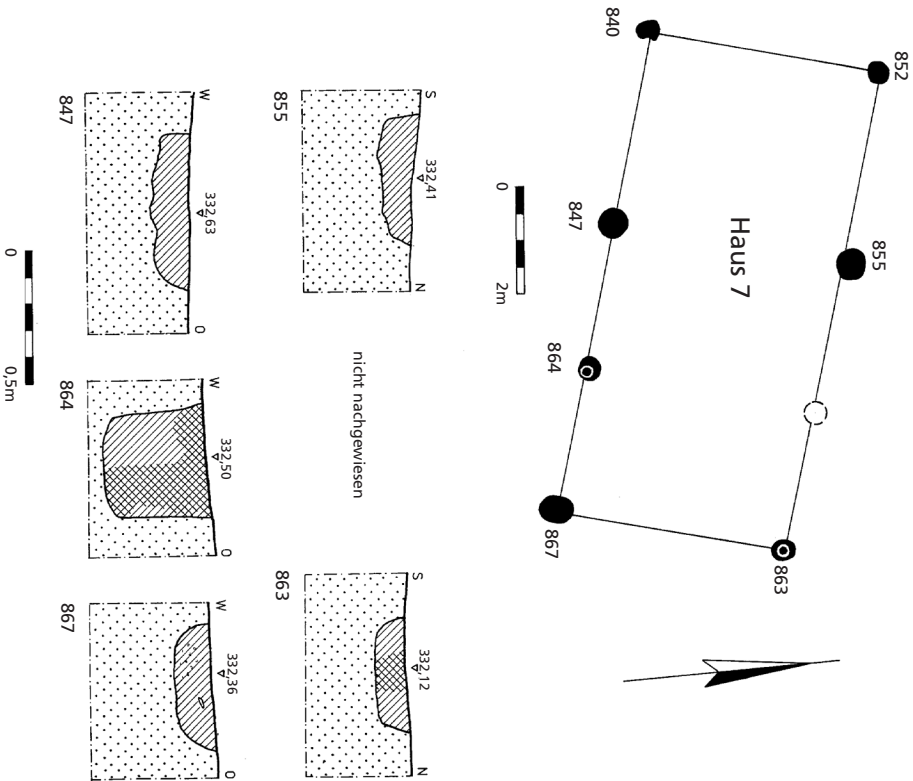 852
855
863
Haus 7
840
847
864
867
0 2m
S 332,41 N
S 332,12 N
nicht nachgewiesen
855
863
W 332,63 O
W 332,50 O
W 332,36 O
847
864
867
0 0,5m